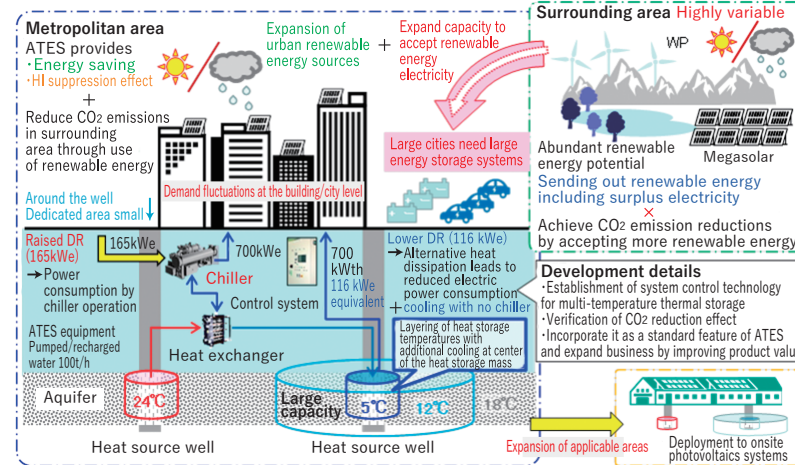 Metropolitan area
ATES provides
・Energy saving
・HI suppression effect
+
Reduce CO2 emissions
in surrounding
area through use
of renewable energy
Expansion of
urban renewable
energy sources
+
Expand capacity to
accept renewable
energy
electricity
Large cities need large
energy storage systems
Demand fluctuations at the building/city level
Around the well
Dedicated area small
Surrounding area Highly variable
WP
Megasolar
Abundant renewable
energy potential
Sending out renewable energy
including surplus electricity
×
Achieve CO2 emission reductions
by accepting more renewable energy
Raised DR
(165kWe)
→ Power
consumption by
chiller operation
165kWe
700kWe
Chiller
Control system
Heat exchanger
700
kWth
116 kWe
equivalent
Lower DR (116 kWe)
→ Alternative heat
dissipation leads to
reduced electric
power consumption
+ cooling with no chiller
Layering of heat storage
temperatures with
additional cooling at center
of the heat storage mass
ATES equipment
Pumped/recharged
water 100t/h
Aquifer
24℃
Large
capacity
5℃
12℃
18℃
Heat source well
Heat source well
Development details
・Establishment of system control technology
for multi-temperature thermal storage
・Verification of CO2 reduction effect
・Incorporate it as a standard feature of ATES
and expand business by improving product valu
Expansion of applicable areas
Deployment to onsite
photovoltaics systems